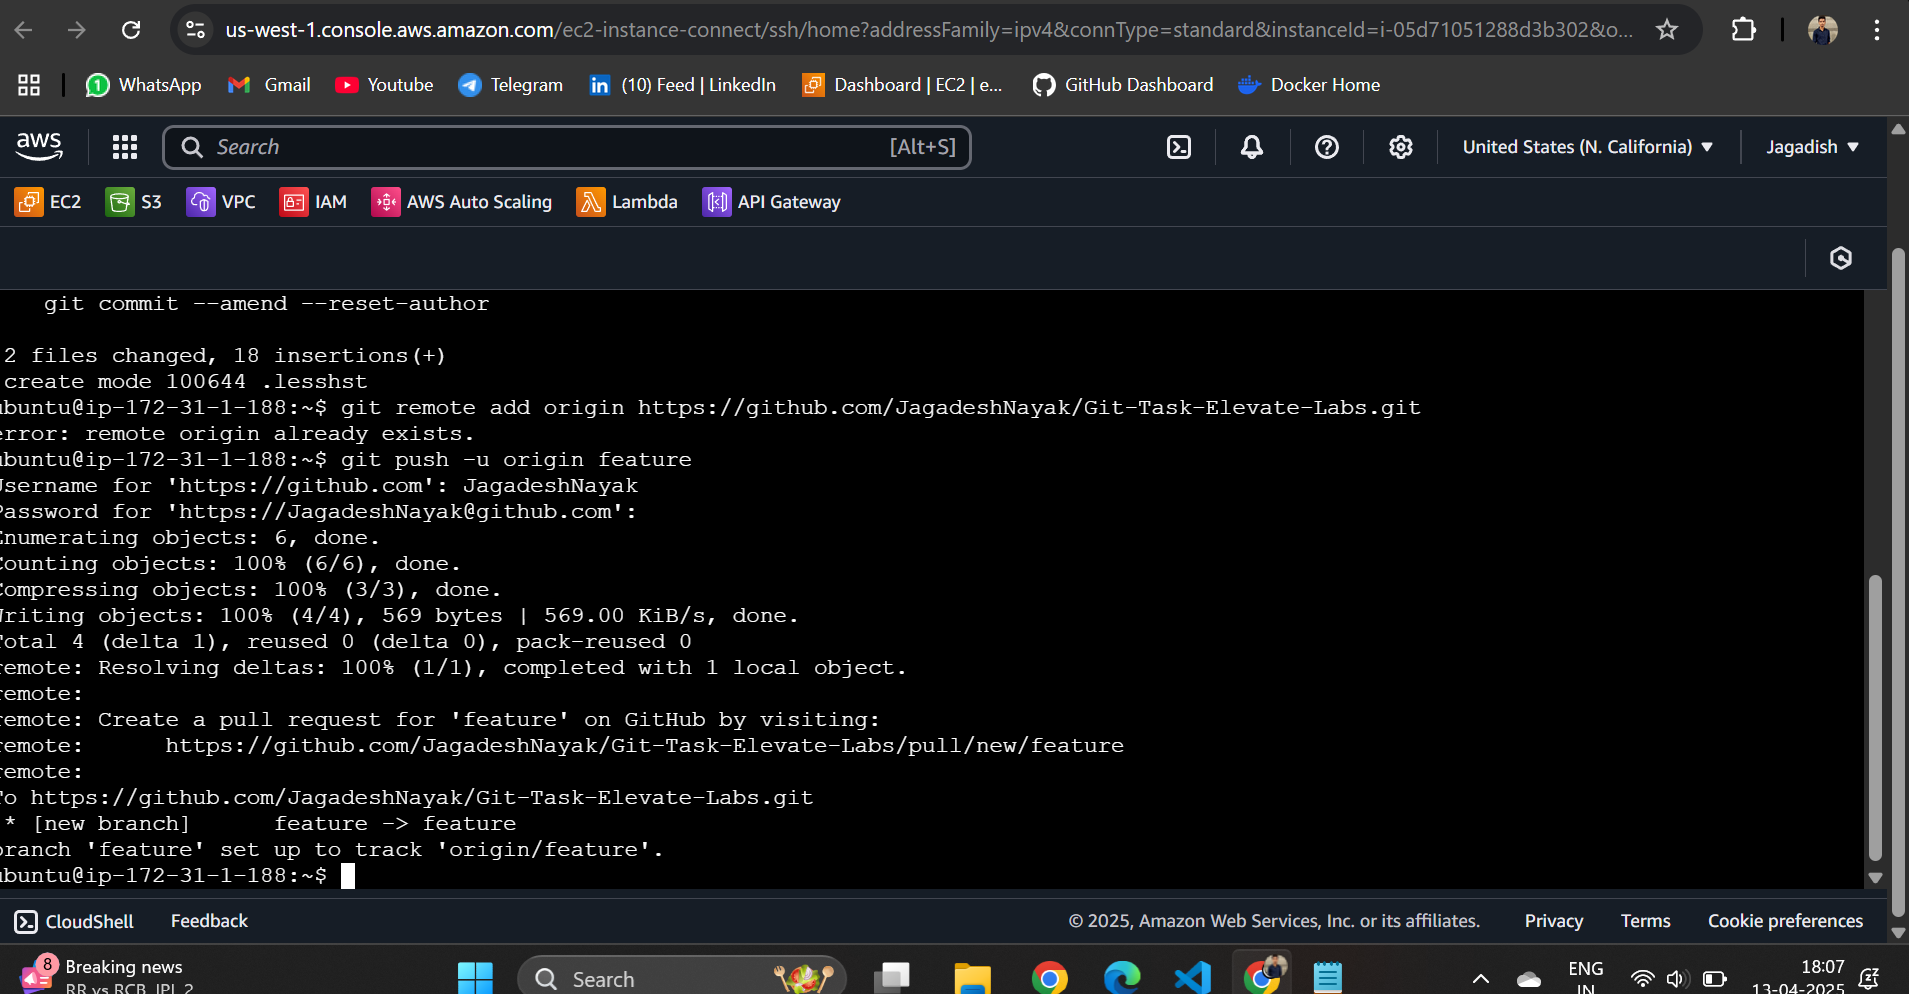 us-west-1.console.aws.amazon.com/ec2-instance-connect/ssh/home?addressFamily=ipv4&connType=standard&instanceId=i-05d71051288d3b302&o...
1 WhatsApp Gmail Youtube Telegram in (10) Feed | LinkedIn Dashboard | EC2 | e... GitHub Dashboard Docker Home
aws Search [Alt+S] United States (N. California) Jagadish
EC2 S3 VPC IAM AWS Auto Scaling Lambda API Gateway
git commit --amend --reset-author
2 files changed, 18 insertions(+)
create mode 100644 .lesshst
ubuntu@ip-172-31-1-188:~$ git remote add origin https://github.com/JagadeshNayak/Git-Task-Elevate-Labs.git
error: remote origin already exists.
ubuntu@ip-172-31-1-188:~$ git push -u origin feature
Username for 'https://github.com': JagadeshNayak
Password for 'https://JagadeshNayak@github.com':
Enumerating objects: 6, done.
Counting objects: 100% (6/6), done.
Compressing objects: 100% (3/3), done.
Writing objects: 100% (4/4), 569 bytes | 569.00 KiB/s, done.
Total 4 (delta 1), reused 0 (delta 0), pack-reused 0
remote: Resolving deltas: 100% (1/1), completed with 1 local object.
remote:
remote: Create a pull request for 'feature' on GitHub by visiting:
remote:      https://github.com/JagadeshNayak/Git-Task-Elevate-Labs/pull/new/feature
remote:
To https://github.com/JagadeshNayak/Git-Task-Elevate-Labs.git
* [new branch]      feature -> feature
branch 'feature' set up to track 'origin/feature'.
ubuntu@ip-172-31-1-188:~$
CloudShell Feedback © 2025, Amazon Web Services, Inc. or its affiliates. Privacy Terms Cookie preferences
8 Breaking news Search ENG 18:07
RR vs RCB, IPL 2 IN 13-04-2025